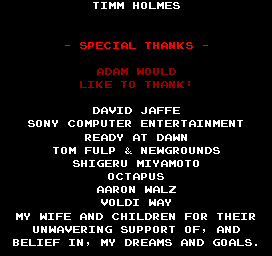 TIMM HOLMES
- SPECIAL THANKS -
ADAM WOULD
LIKE TO THANK!
DAVID JAFFE
SONY COMPUTER ENTERTAINMENT
READY AT DAWN
TOM FULP & NEWGROUNDS
SHIGERU MIYAMOTO
OCTAPUS
AARON WALZ
VOLDI WAY
MY WIFE AND CHILDREN FOR THEIR
UNWAVERING SUPPORT OF, AND
BELIEF IN, MY DREAMS AND GOALS.